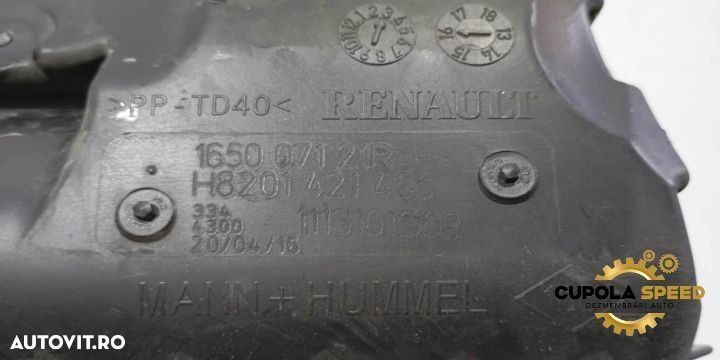 >PP-TD40<
RENAULT
1650 071 21R
H8201 421 45
334
4300
20/04/16
MANN+HUMMEL
CUPOLA SPEED
DEZMEMBRĂRI AUTO
AUTOVIT.RO